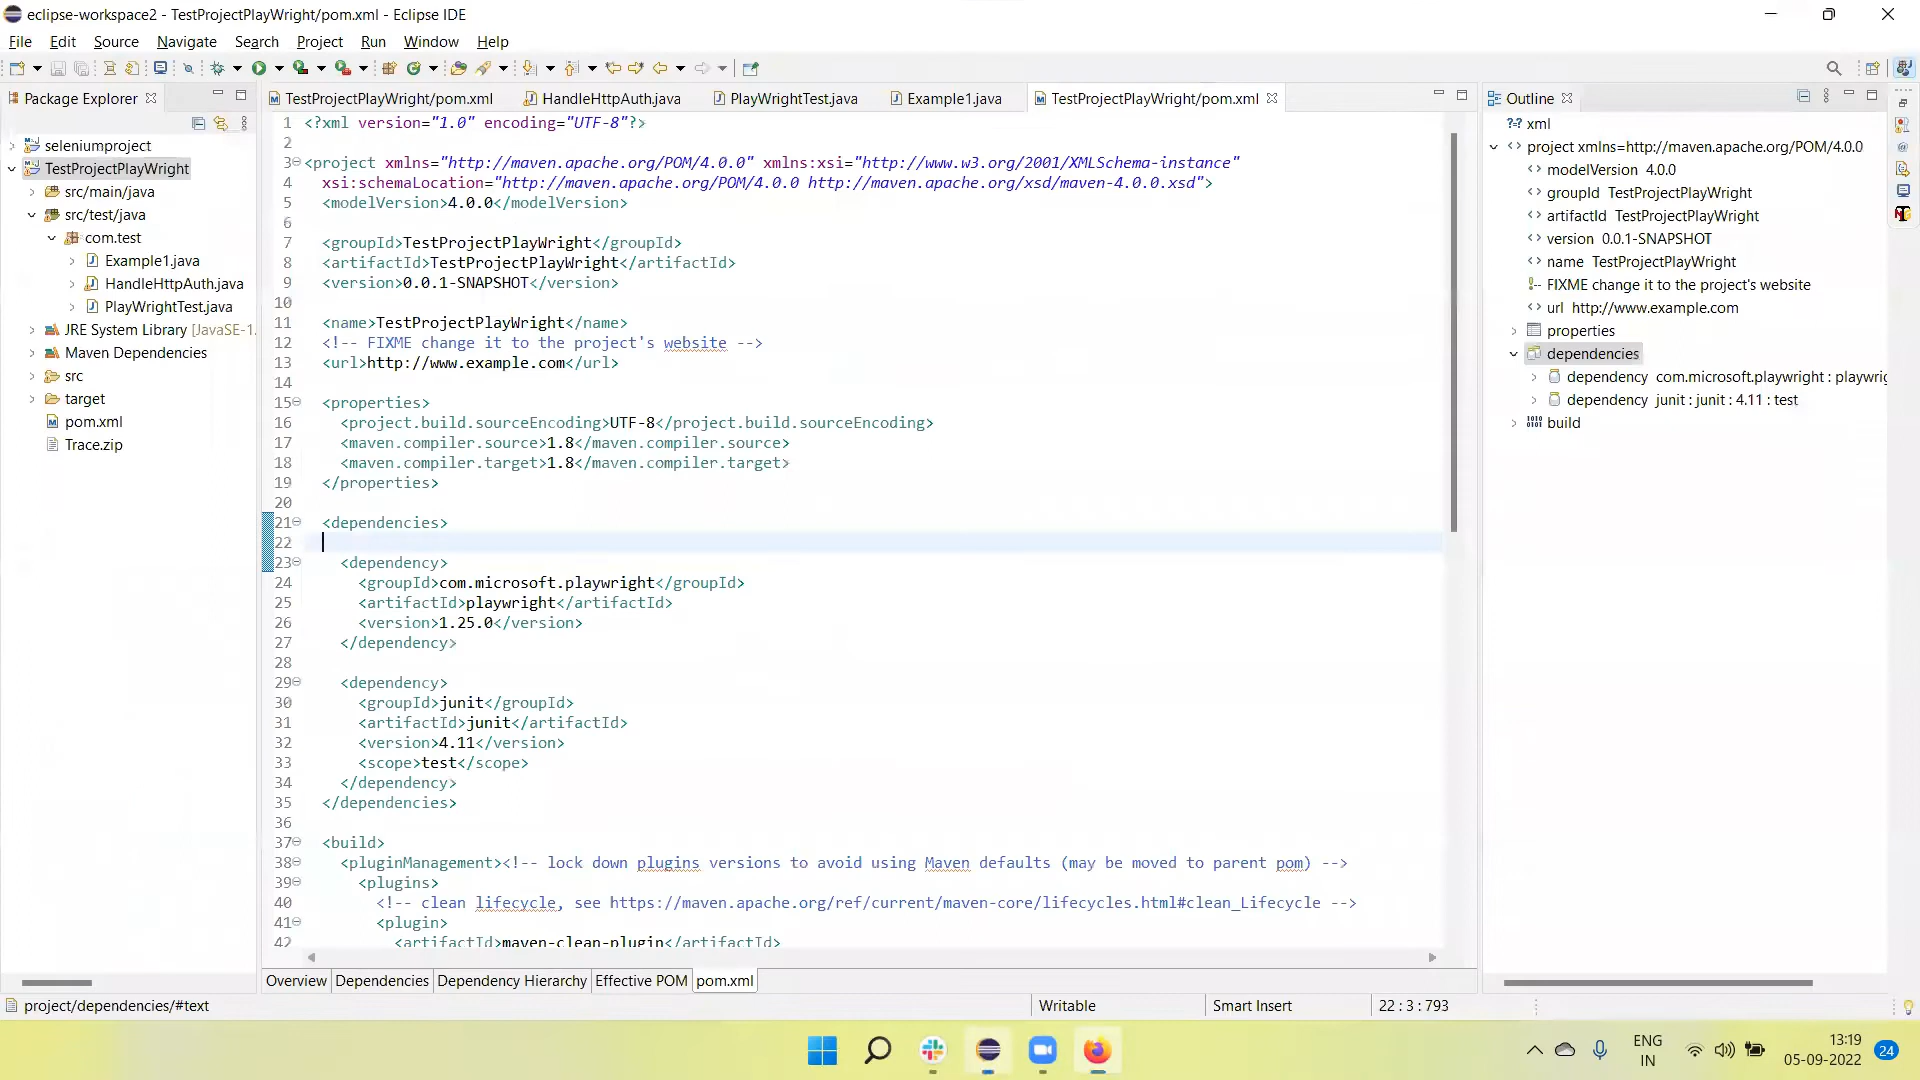 eclipse-workspace2 - TestProjectPlayWright/pom.xml - Eclipse IDE
File Edit Source Navigate Search Project Run Window Help
Package Explorer
seleniumproject
TestProjectPlayWright
src/main/java
src/test/java
com.test
Example1.java
HandleHttpAuth.java
PlayWrightTest.java
JRE System Library [JavaSE-1.
Maven Dependencies
src
target
pom.xml
Trace.zip
TestProjectPlayWright/pom.xml HandleHttpAuth.java PlayWrightTest.java Example1.java TestProjectPlayWright/pom.xml
1 <?xml version="1.0" encoding="UTF-8"?>
2
3 <project xmlns="http://maven.apache.org/POM/4.0.0" xmlns:xsi="http://www.w3.org/2001/XMLSchema-instance"
4 xsi:schemaLocation="http://maven.apache.org/POM/4.0.0 http://maven.apache.org/xsd/maven-4.0.0.xsd">
5 <modelVersion>4.0.0</modelVersion>
6
7 <groupId>TestProjectPlayWright</groupId>
8 <artifactId>TestProjectPlayWright</artifactId>
9 <version>0.0.1-SNAPSHOT</version>
10
11 <name>TestProjectPlayWright</name>
12 <!-- FIXME change it to the project's website -->
13 <url>http://www.example.com</url>
14
15 <properties>
16 <project.build.sourceEncoding>UTF-8</project.build.sourceEncoding>
17 <maven.compiler.source>1.8</maven.compiler.source>
18 <maven.compiler.target>1.8</maven.compiler.target>
19 </properties>
20
21 <dependencies>
22
23 <dependency>
24 <groupId>com.microsoft.playwright</groupId>
25 <artifactId>playwright</artifactId>
26 <version>1.25.0</version>
27 </dependency>
28
29 <dependency>
30 <groupId>junit</groupId>
31 <artifactId>junit</artifactId>
32 <version>4.11</version>
33 <scope>test</scope>
34 </dependency>
35 </dependencies>
36
37 <build>
38 <pluginManagement><!-- lock down plugins versions to avoid using Maven defaults (may be moved to parent pom) -->
39 <plugins>
40 <!-- clean lifecycle, see https://maven.apache.org/ref/current/maven-core/lifecycles.html#clean_Lifecycle -->
41 <plugin>
42 <artifactId>maven-clean-plugin</artifactId>
Overview Dependencies Dependency Hierarchy Effective POM pom.xml
Outline
xml
project xmlns=http://maven.apache.org/POM/4.0.0
modelVersion 4.0.0
groupId TestProjectPlayWright
artifactId TestProjectPlayWright
version 0.0.1-SNAPSHOT
name TestProjectPlayWright
FIXME change it to the project's website
url http://www.example.com
properties
dependencies
dependency com.microsoft.playwright : playwrig
dependency junit : junit : 4.11 : test
build
project/dependencies/#text Writable Smart Insert 22 : 3 : 793
ENG
IN
13:19
05-09-2022
24